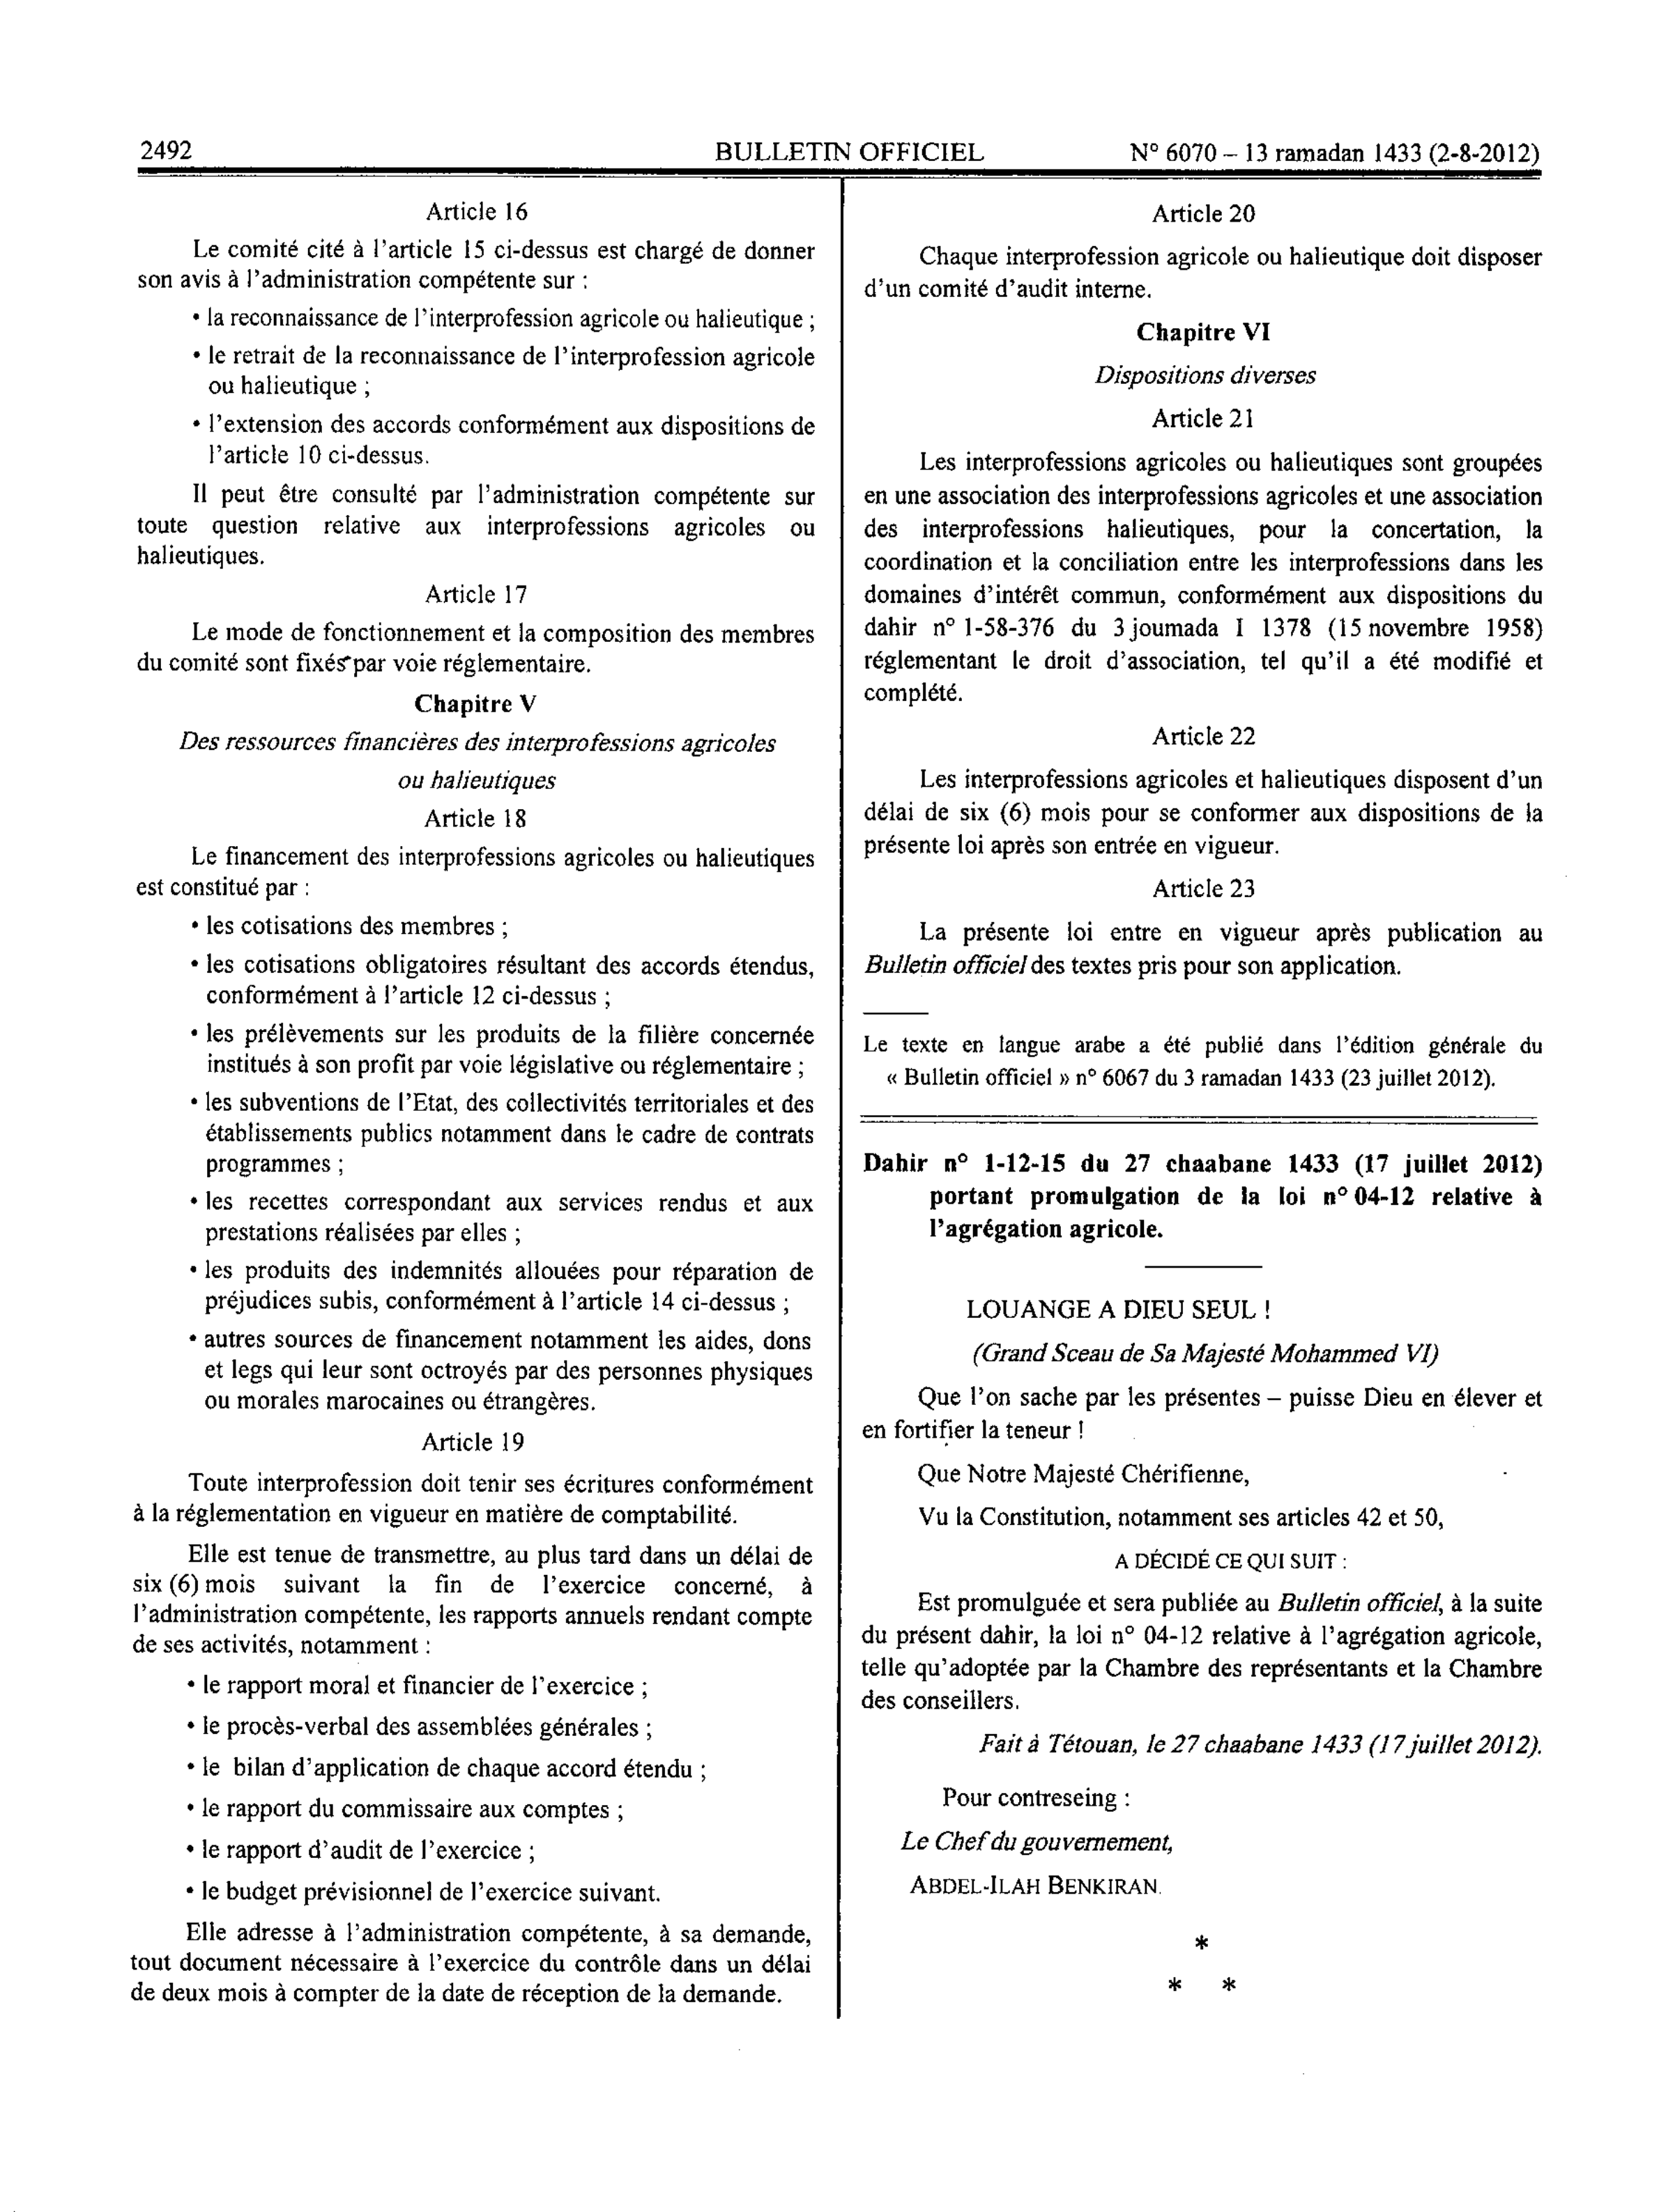 2492 BULLETIN OFFICIEL N° 6070 – 13 ramadan 1433 (2-8-2012)
Article 16
Le comité cité à l'article 15 ci-dessus est chargé de donner
son avis à l'administration compétente sur :
• la reconnaissance de l'interprofession agricole ou halieutique ;
• le retrait de la reconnaissance de l'interprofession agricole
ou halieutique ;
• l'extension des accords conformément aux dispositions de
l'article 10 ci-dessus.
Il peut être consulté par l'administration compétente sur
toute question relative aux interprofessions agricoles ou
halieutiques.
Article 17
Le mode de fonctionnement et la composition des membres
du comité sont fixés par voie réglementaire.
Chapitre V
Des ressources financières des interprofessions agricoles
ou halieutiques
Article 18
Le financement des interprofessions agricoles ou halieutiques
est constitué par :
• les cotisations des membres ;
• les cotisations obligatoires résultant des accords étendus,
conformément à l'article 12 ci-dessus ;
• les prélèvements sur les produits de la filière concernée
institués à son profit par voie législative ou réglementaire ;
• les subventions de l'Etat, des collectivités territoriales et des
établissements publics notamment dans le cadre de contrats
programmes ;
• les recettes correspondant aux services rendus et aux
prestations réalisées par elles ;
• les produits des indemnités allouées pour réparation de
préjudices subis, conformément à l'article 14 ci-dessus ;
• autres sources de financement notamment les aides, dons
et legs qui leur sont octroyés par des personnes physiques
ou morales marocaines ou étrangères.
Article 19
Toute interprofession doit tenir ses écritures conformément
à la réglementation en vigueur en matière de comptabilité.
Elle est tenue de transmettre, au plus tard dans un délai de
six (6) mois suivant la fin de l'exercice concerné, à
l'administration compétente, les rapports annuels rendant compte
de ses activités, notamment :
• le rapport moral et financier de l'exercice ;
• le procès-verbal des assemblées générales ;
• le bilan d'application de chaque accord étendu ;
• le rapport du commissaire aux comptes ;
• le rapport d'audit de l'exercice ;
• le budget prévisionnel de l'exercice suivant.
Elle adresse à l'administration compétente, à sa demande,
tout document nécessaire à l'exercice du contrôle dans un délai
de deux mois à compter de la date de réception de la demande.
Article 20
Chaque interprofession agricole ou halieutique doit disposer
d'un comité d'audit interne.
Chapitre VI
Dispositions diverses
Article 21
Les interprofessions agricoles ou halieutiques sont groupées
en une association des interprofessions agricoles et une association
des interprofessions halieutiques, pour la concertation, la
coordination et la conciliation entre les interprofessions dans les
domaines d'intérêt commun, conformément aux dispositions du
dahir n° 1-58-376 du 3 joumada I 1378 (15 novembre 1958)
réglementant le droit d'association, tel qu'il a été modifié et
complété.
Article 22
Les interprofessions agricoles et halieutiques disposent d'un
délai de six (6) mois pour se conformer aux dispositions de la
présente loi après son entrée en vigueur.
Article 23
La présente loi entre en vigueur après publication au
Bulletin officiel des textes pris pour son application.
Le texte en langue arabe a été publié dans l'édition générale du
« Bulletin officiel » n° 6067 du 3 ramadan 1433 (23 juillet 2012).
Dahir n° 1-12-15 du 27 chaabane 1433 (17 juillet 2012)
portant promulgation de la loi n° 04-12 relative à
l'agrégation agricole.
LOUANGE A DIEU SEUL !
(Grand Sceau de Sa Majesté Mohammed VI)
Que l'on sache par les présentes – puisse Dieu en élever et
en fortifier la teneur !
Que Notre Majesté Chérifienne,
Vu la Constitution, notamment ses articles 42 et 50,
A DÉCIDÉ CE QUI SUIT :
Est promulguée et sera publiée au Bulletin officiel, à la suite
du présent dahir, la loi n° 04-12 relative à l'agrégation agricole,
telle qu'adoptée par la Chambre des représentants et la Chambre
des conseillers.
Fait à Tétouan, le 27 chaabane 1433 (17 juillet 2012).
Pour contreseing :
Le Chef du gouvernement,
ABDEL-ILAH BENKIRAN.
*
* *